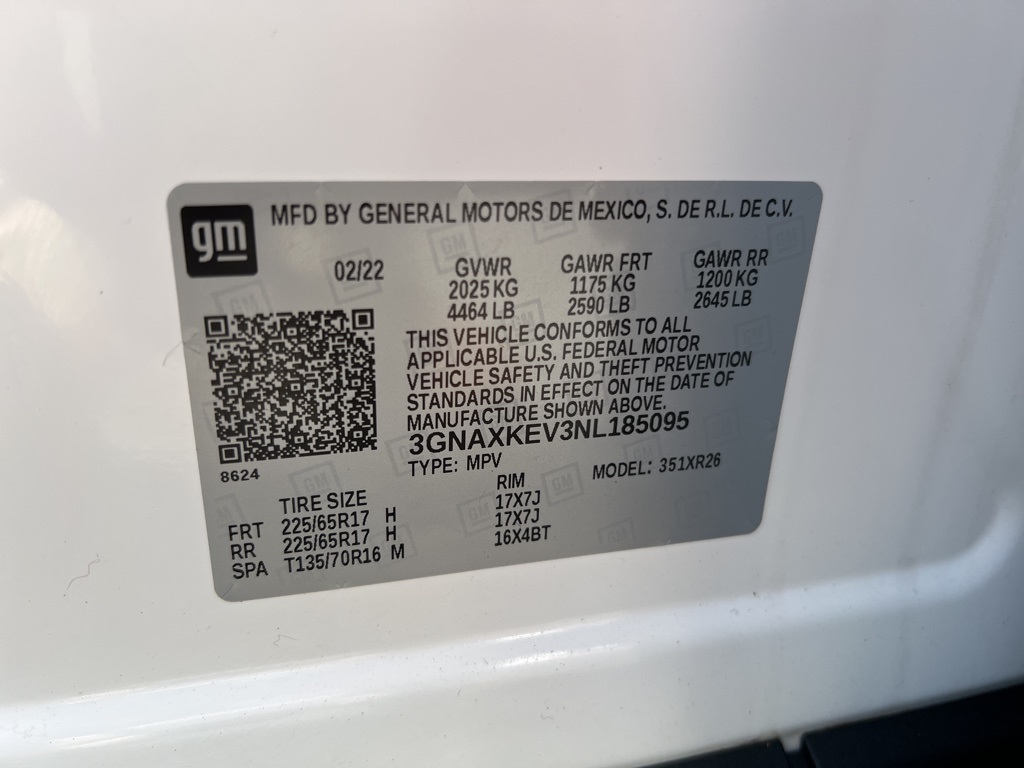 gm
MFD BY GENERAL MOTORS DE MEXICO, S. DE R.L. DE C.V.
02/22 GVWR GAWR FRT GAWR RR
2025 KG 1175 KG 1200 KG
4464 LB 2590 LB 2645 LB
THIS VEHICLE CONFORMS TO ALL
APPLICABLE U.S. FEDERAL MOTOR
VEHICLE SAFETY AND THEFT PREVENTION
STANDARDS IN EFFECT ON THE DATE OF
MANUFACTURE SHOWN ABOVE.
3GNAXKEV3NL185095
8624
TYPE: MPV MODEL: 351XR26
TIRE SIZE RIM
FRT 225/65R17 H 17X7J
RR 225/65R17 H 17X7J
SPA T135/70R16 M 16X4BT